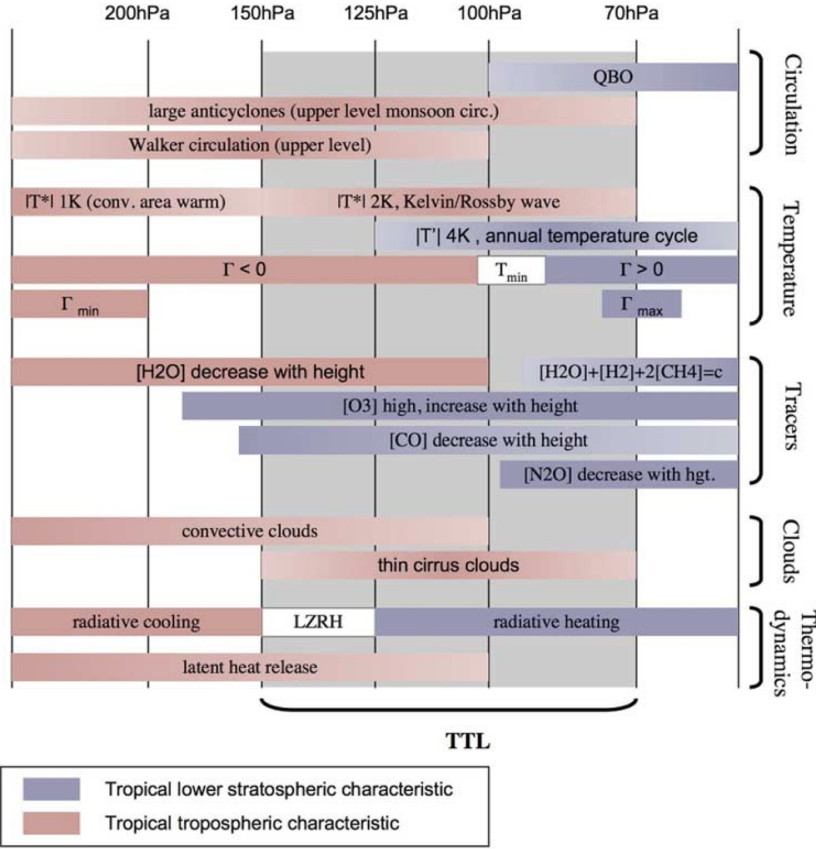 200hPa 150hPa 125hPa 100hPa 70hPa
QBO
large anticyclones (upper level monsoon circ.)
Walker circulation (upper level)
Circulation
|T*| 1K (conv. area warm) |T*| 2K, Kelvin/Rossby wave
|T'| 4K , annual temperature cycle
Γ < 0 Tmin Γ > 0
Γ min Γ max
Temperature
[H2O] decrease with height [H2O]+[H2]+2[CH4]=c
[O3] high, increase with height
[CO] decrease with height
[N2O] decrease with hgt.
Tracers
convective clouds
thin cirrus clouds
Clouds
radiative cooling LZRH radiative heating
latent heat release
Thermo-
dynamics
TTL
Tropical lower stratospheric characteristic
Tropical tropospheric characteristic